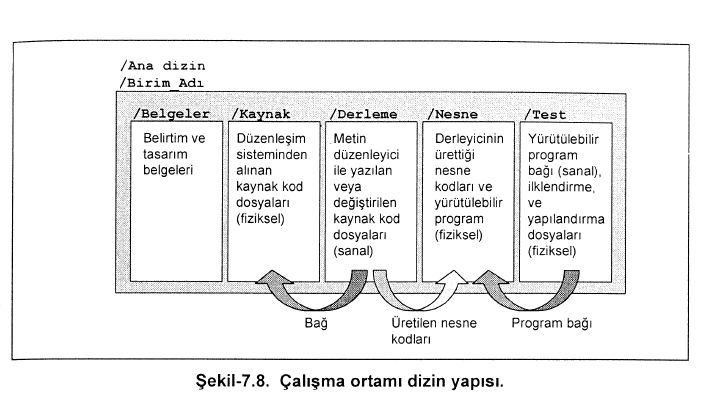 /Ana dizin
/Birim_Adı
/Belgeler
Belirtim ve
tasarım
belgeleri
/Kaynak
Düzenleşim
sisteminden
alınan
kaynak kod
dosyaları
(fiziksel)
/Derleme
Metin
düzenleyici
ile yazılan
veya
değiştirilen
kaynak kod
dosyaları
(sanal)
/Nesne
Derleyicinin
ürettiği
nesne
kodları ve
yürütülebilir
program
(fiziksel)
/Test
Yürütülebilir
program
bağı (sanal),
ilklendirme,
ve
yapılandırma
dosyaları
(fiziksel)
Bağ
Üretilen nesne
kodları
Program bağı
Şekil-7.8. Çalışma ortamı dizin yapısı.